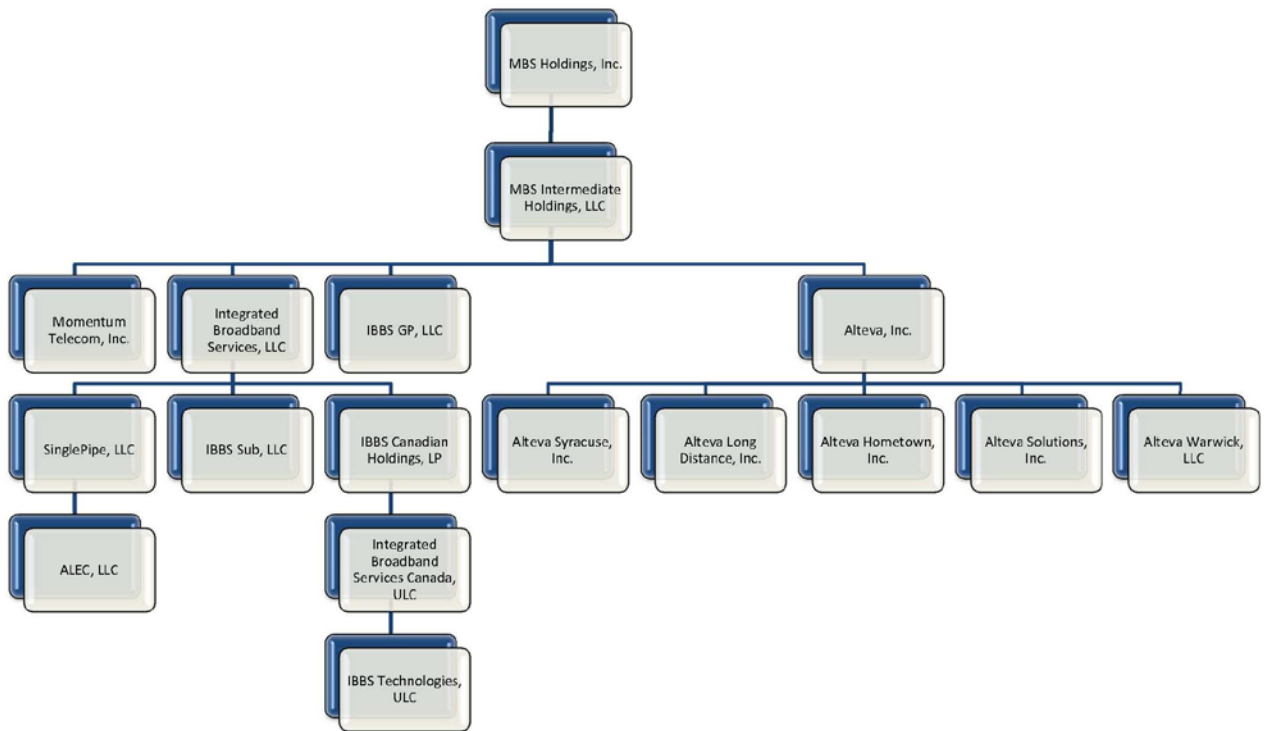 MBS Holdings, Inc.
MBS Intermediate
Holdings, LLC
Momentum
Telecom, Inc.
Integrated
Broadband
Services, LLC
IBBS GP, LLC
Alteva, Inc.
SinglePipe, LLC
IBBS Sub, LLC
IBBS Canadian
Holdings, LP
Alteva Syracuse,
Inc.
Alteva Long
Distance, Inc.
Alteva Hometown,
Inc.
Alteva Solutions,
Inc.
Alteva Warwick,
LLC
ALEC, LLC
Integrated
Broadband
Services Canada,
ULC
IBBS Technologies,
ULC